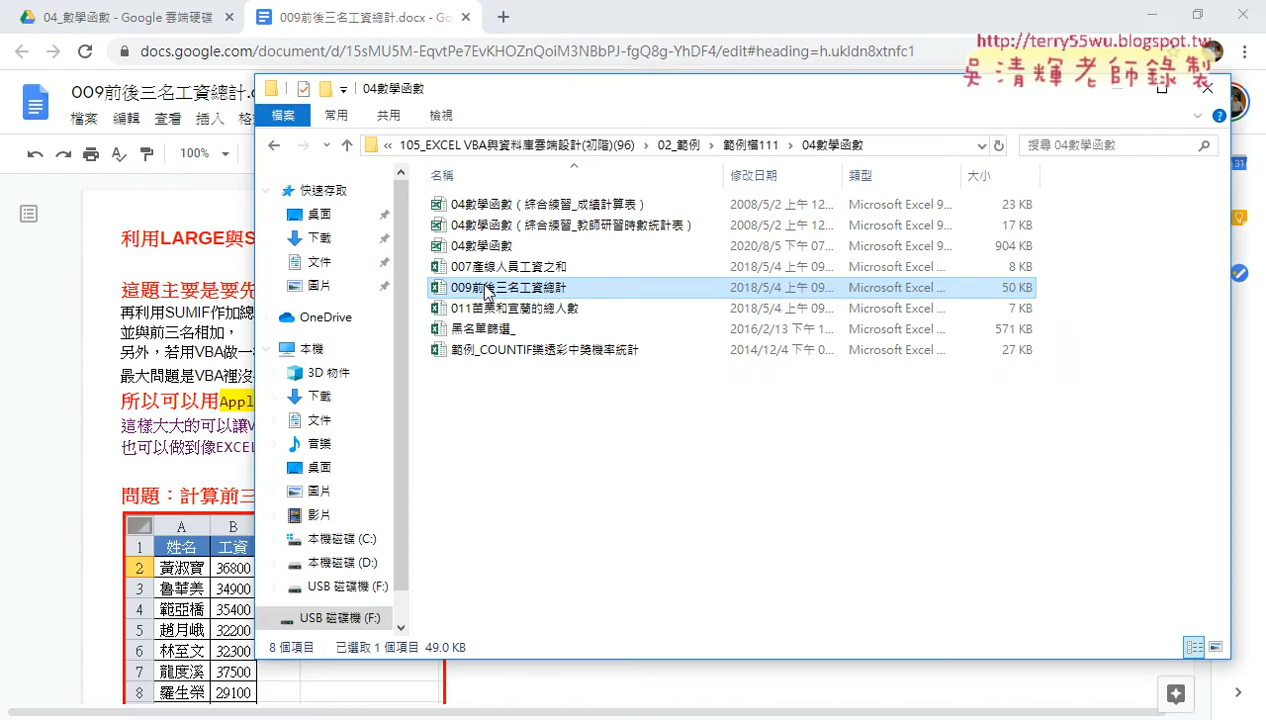 04_數學函數 - Google 雲端硬碟
009前後三名工資總計.docx - Go
docs.google.com/document/d/15sMU5M-EqvtPe7EvKHOZnQoiM3NBbPJ-fgQ8g-YhDF4/edit#heading=h.ukldn8xtnfc1
http://terry55wu.blogspot.tw
吳清輝老師錄製
009前後三名工資總計.d
檔案 編輯 查看 插入 格
100%
31
04數學函數
檔案 常用 共用 檢視
« 105_EXCEL VBA與資料庫雲端設計(初階)(96) › 02_範例 › 範例檔111 › 04數學函數
搜尋 04數學函數
名稱 修改日期 類型 大小
快速存取
桌面
下載
文件
圖片
OneDrive
本機
3D 物件
下載
文件
音樂
桌面
圖片
影片
本機磁碟 (C:)
本機磁碟 (D:)
USB 磁碟機 (F:)
USB 磁碟機 (F:)
04數學函數（綜合練習_成績計算表） 2008/5/2 上午 12... Microsoft Excel 9... 23 KB
04數學函數（綜合練習_教師研習時數統計表） 2008/5/2 上午 12... Microsoft Excel 9... 17 KB
04數學函數 2020/8/5 下午 07... Microsoft Excel 9... 904 KB
007產線人員工資之和 2018/5/4 上午 09... Microsoft Excel ... 8 KB
009前後三名工資總計 2018/5/4 上午 09... Microsoft Excel ... 50 KB
011苗栗和宜蘭的總人數 2018/5/4 上午 09... Microsoft Excel ... 7 KB
黑名單篩選_ 2016/2/13 下午 1... Microsoft Excel ... 571 KB
範例_COUNTIF樂透彩中獎機率統計 2014/12/4 下午 0... Microsoft Excel ... 27 KB
8 個項目 已選取 1 個項目 49.0 KB
利用LARGE與S
這題主要是要先
再利用SUMIF作加總
並與前三名相加，
另外，若用VBA做一
最大問題是VBA裡沒
所以可以用Appl
這樣大大的可以讓V
也可以做到像EXCEL
問題：計算前三
A B
1 姓名 工資
2 黃淑寶 36800
3 魯華美 34900
4 範亞橋 35400
5 趙月峨 32200
6 林至文 32300
7 龍度溪 37500
8 羅生榮 29100